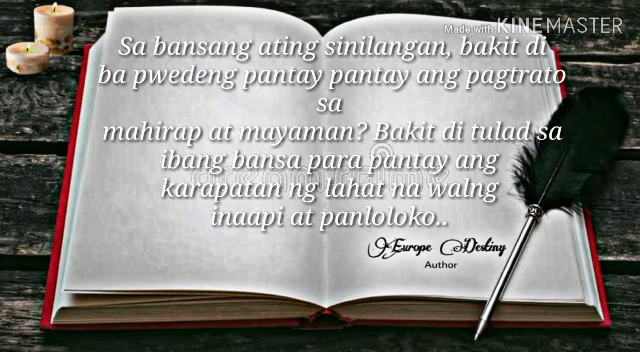 Made with KINEMASTER
Sa bansang ating sinilangan, bakit di
ba pwedeng pantay pantay ang pagtrato
sa
mahirap at mayaman? Bakit di tulad sa
ibang bansa para pantay ang
karapatan ng lahat na walng
inaapi at panloloko..
Europe Destiny
Author